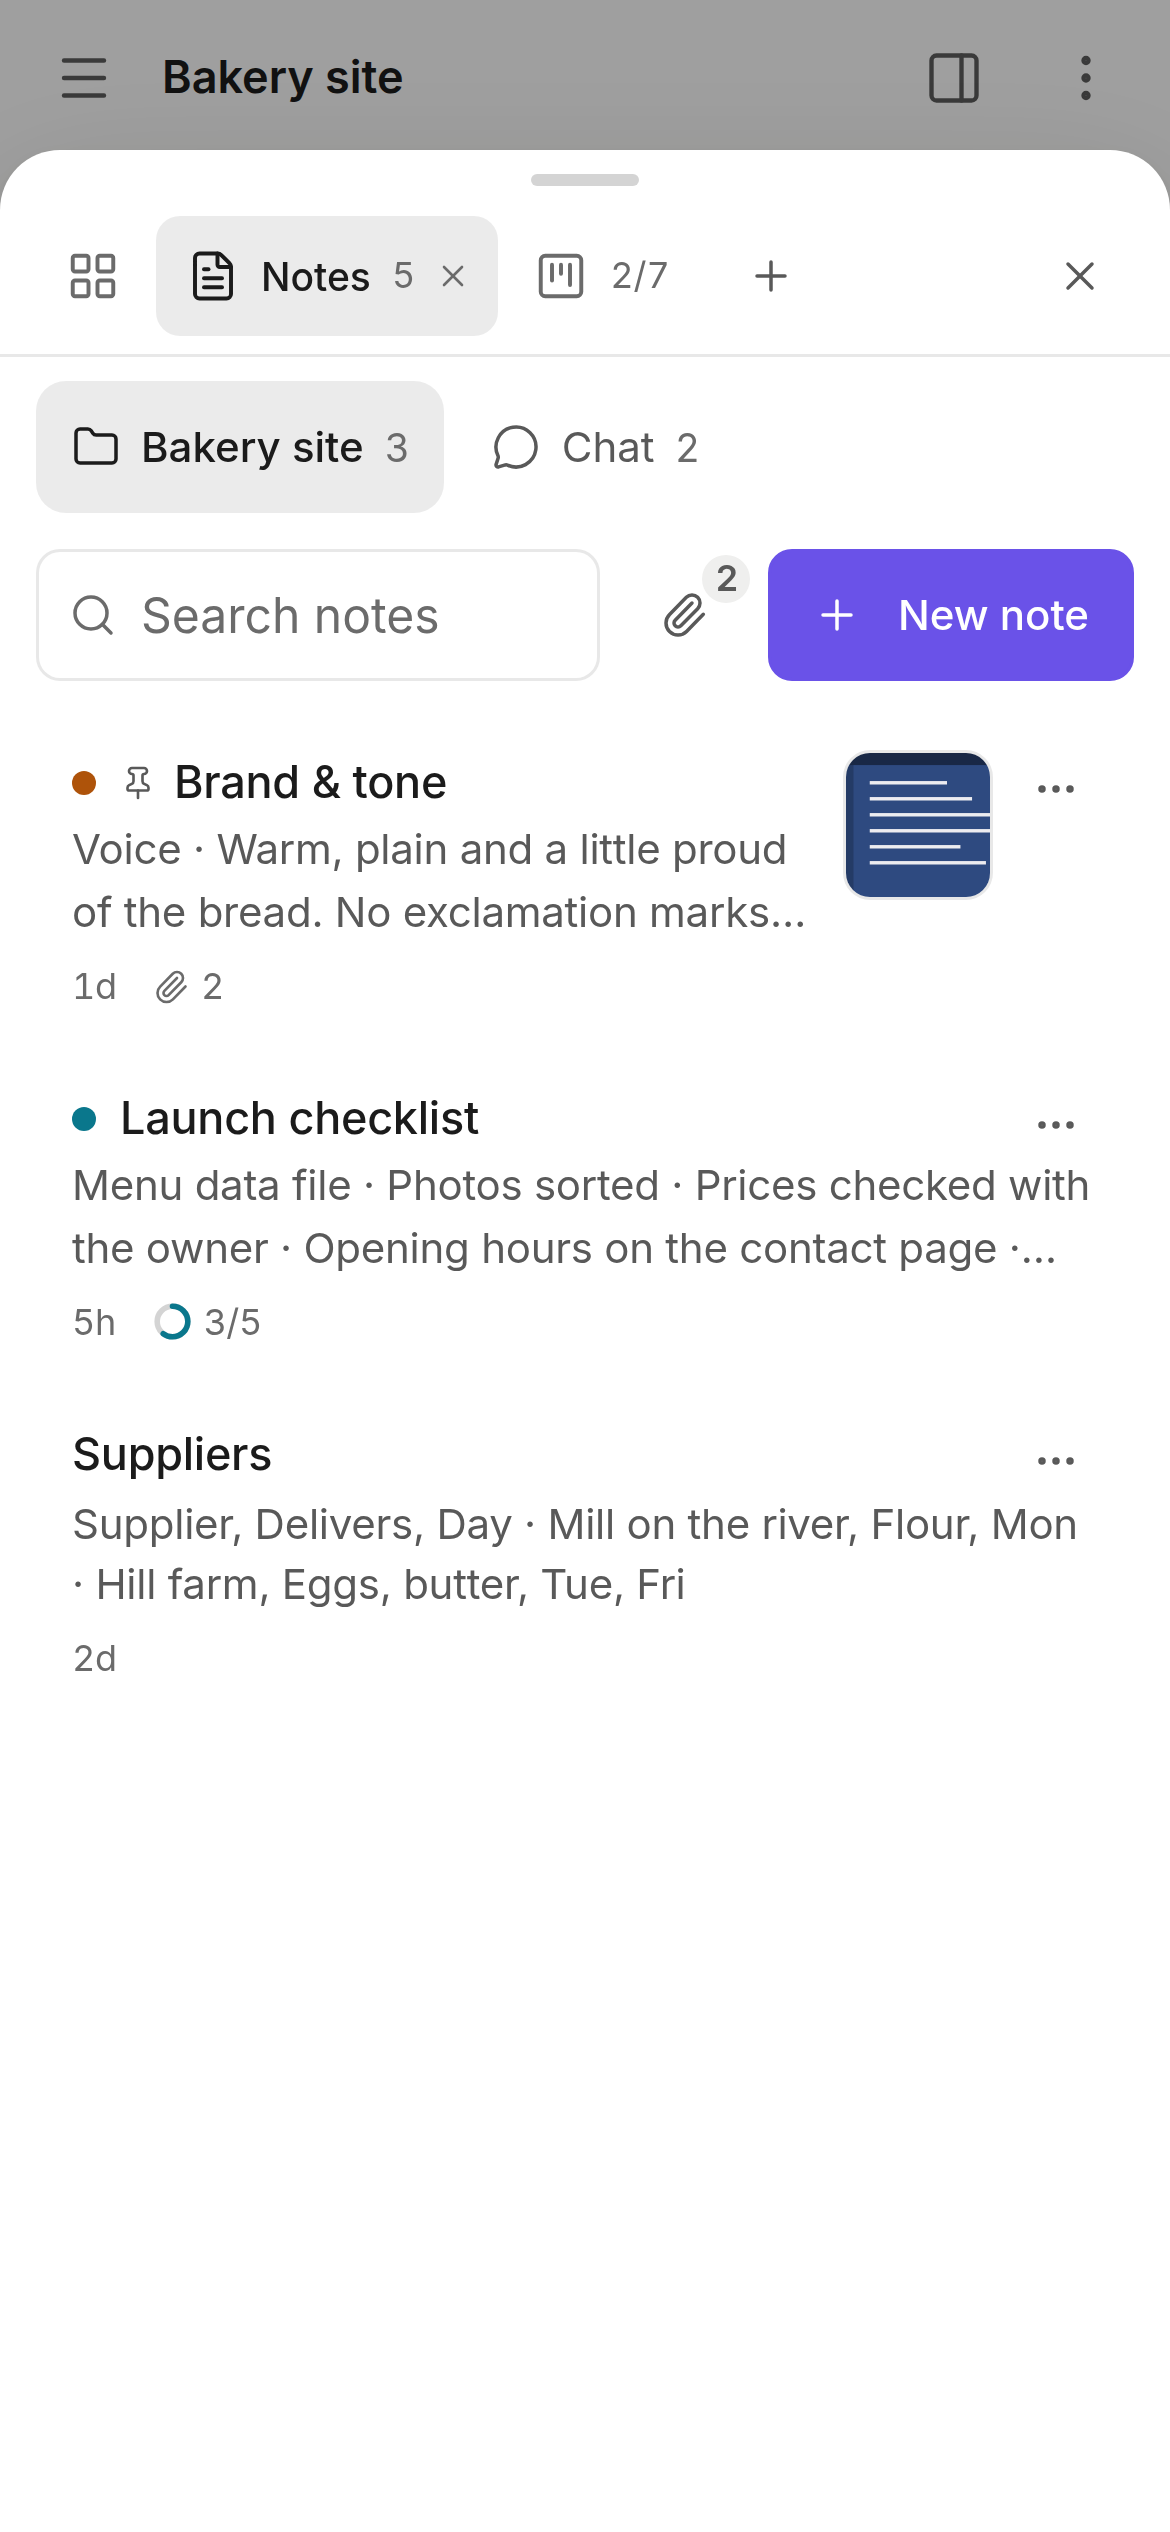 Bakery site
Notes 5
2/7
Bakery site 3
Chat 2
Search notes
2
New note
Brand & tone
Voice · Warm, plain and a little proud
of the bread. No exclamation marks...
1d 2
Launch checklist
Menu data file · Photos sorted · Prices checked with
the owner · Opening hours on the contact page ·...
5h 3/5
Suppliers
Supplier, Delivers, Day · Mill on the river, Flour, Mon
· Hill farm, Eggs, butter, Tue, Fri
2d